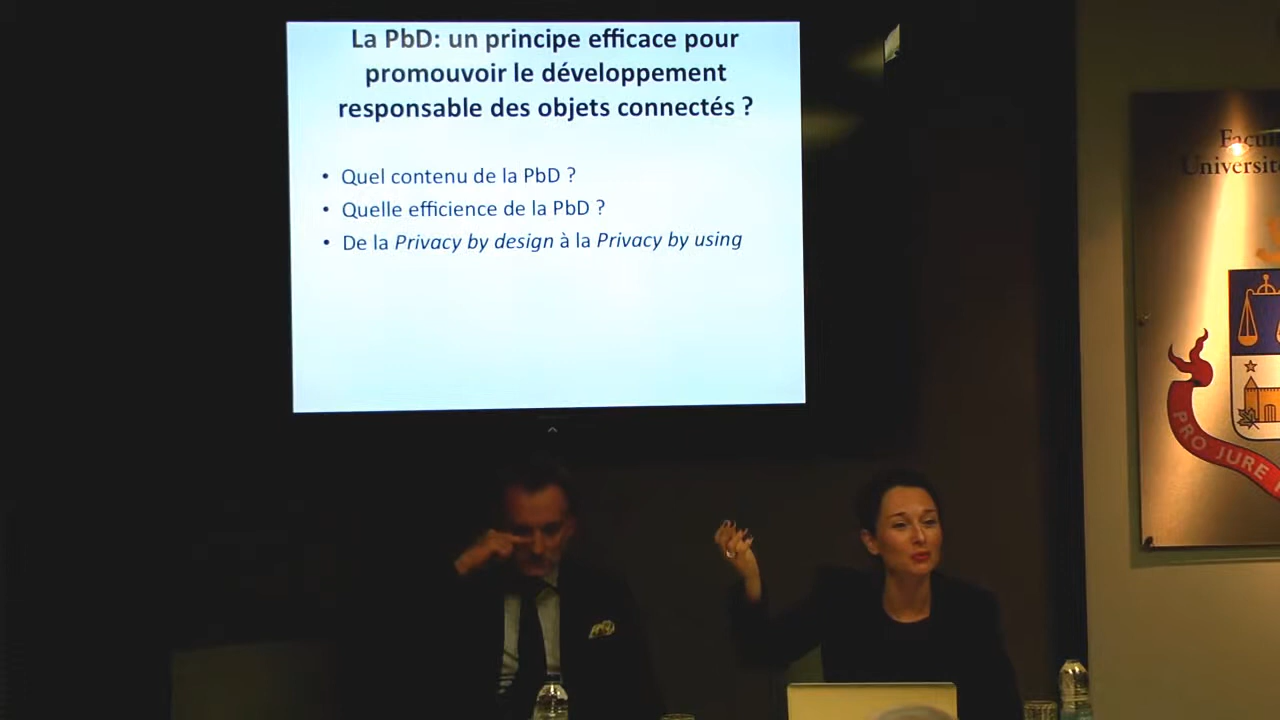 La PbD: un principe efficace pour
promouvoir le développement
responsable des objets connectés ?
• Quel contenu de la PbD ?
• Quelle efficience de la PbD ?
• De la Privacy by design à la Privacy by using
PRO JURE